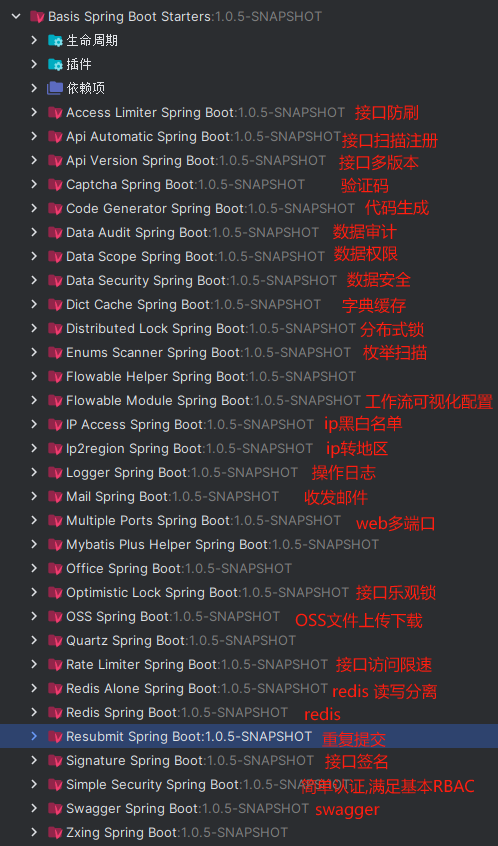 Basis Spring Boot Starters:1.0.5-SNAPSHOT
生命周期
插件
依赖项
Access Limiter Spring Boot:1.0.5-SNAPSHOT 接口防刷
Api Automatic Spring Boot:1.0.5-SNAPSHOT 接口扫描注册
Api Version Spring Boot:1.0.5-SNAPSHOT 接口多版本
Captcha Spring Boot:1.0.5-SNAPSHOT 验证码
Code Generator Spring Boot:1.0.5-SNAPSHOT 代码生成
Data Audit Spring Boot:1.0.5-SNAPSHOT 数据审计
Data Scope Spring Boot:1.0.5-SNAPSHOT 数据权限
Data Security Spring Boot:1.0.5-SNAPSHOT 数据安全
Dict Cache Spring Boot:1.0.5-SNAPSHOT 字典缓存
Distributed Lock Spring Boot:1.0.5-SNAPSHOT 分布式锁
Enums Scanner Spring Boot:1.0.5-SNAPSHOT 枚举扫描
Flowable Helper Spring Boot:1.0.5-SNAPSHOT
Flowable Module Spring Boot:1.0.5-SNAPSHOT 工作流可视化配置
IP Access Spring Boot:1.0.5-SNAPSHOT ip黑白名单
Ip2region Spring Boot:1.0.5-SNAPSHOT ip转地区
Logger Spring Boot:1.0.5-SNAPSHOT 操作日志
Mail Spring Boot:1.0.5-SNAPSHOT 收发邮件
Multiple Ports Spring Boot:1.0.5-SNAPSHOT web多端口
Mybatis Plus Helper Spring Boot:1.0.5-SNAPSHOT
Office Spring Boot:1.0.5-SNAPSHOT
Optimistic Lock Spring Boot:1.0.5-SNAPSHOT 接口乐观锁
OSS Spring Boot:1.0.5-SNAPSHOT OSS文件上传下载
Quartz Spring Boot:1.0.5-SNAPSHOT
Rate Limiter Spring Boot:1.0.5-SNAPSHOT 接口访问限速
Redis Alone Spring Boot:1.0.5-SNAPSHOT redis 读写分离
Redis Spring Boot:1.0.5-SNAPSHOT redis
Resubmit Spring Boot:1.0.5-SNAPSHOT 重复提交
Signature Spring Boot:1.0.5-SNAPSHOT 接口签名
Simple Security Spring Boot:1.0.5-SNAPSHOT 简单认证,满足基本RBAC
Swagger Spring Boot:1.0.5-SNAPSHOT swagger
Zxing Spring Boot:1.0.5-SNAPSHOT